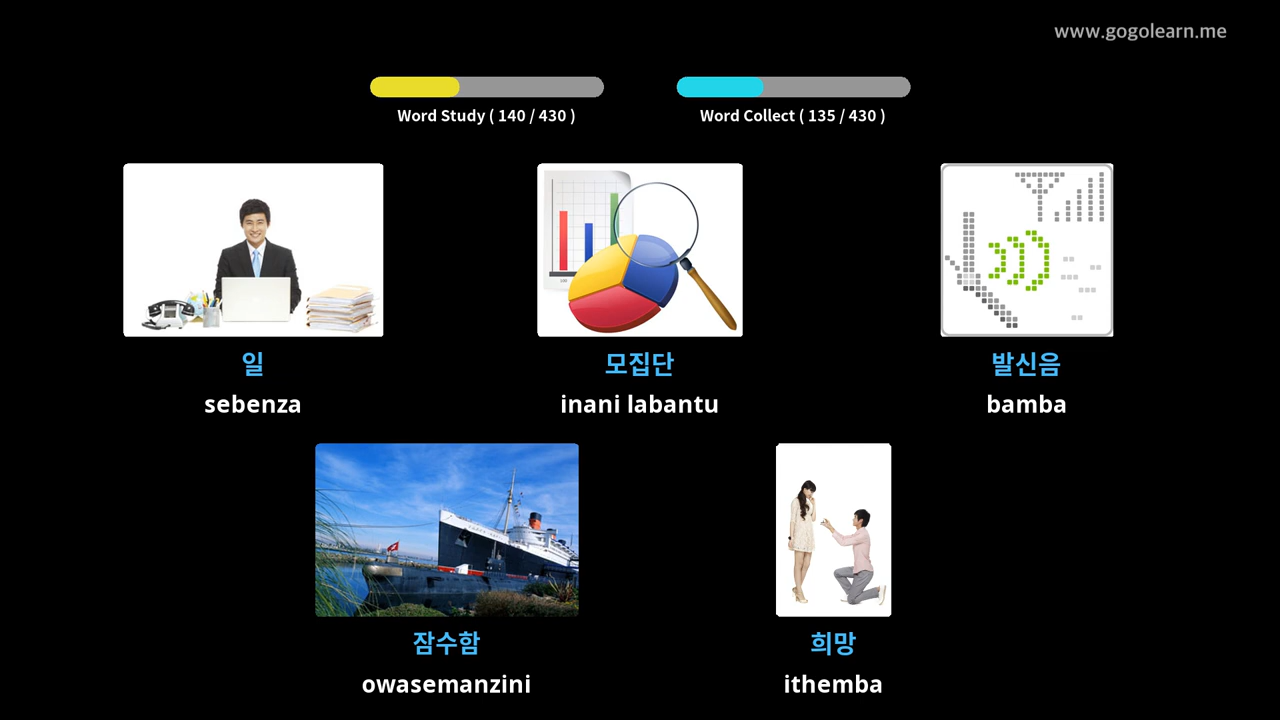 www.gogolearn.me
Word Study ( 140 / 430 )
Word Collect ( 135 / 430 )
일
sebenza
모집단
inani labantu
발신음
bamba
잠수함
owasemanzini
희망
ithemba